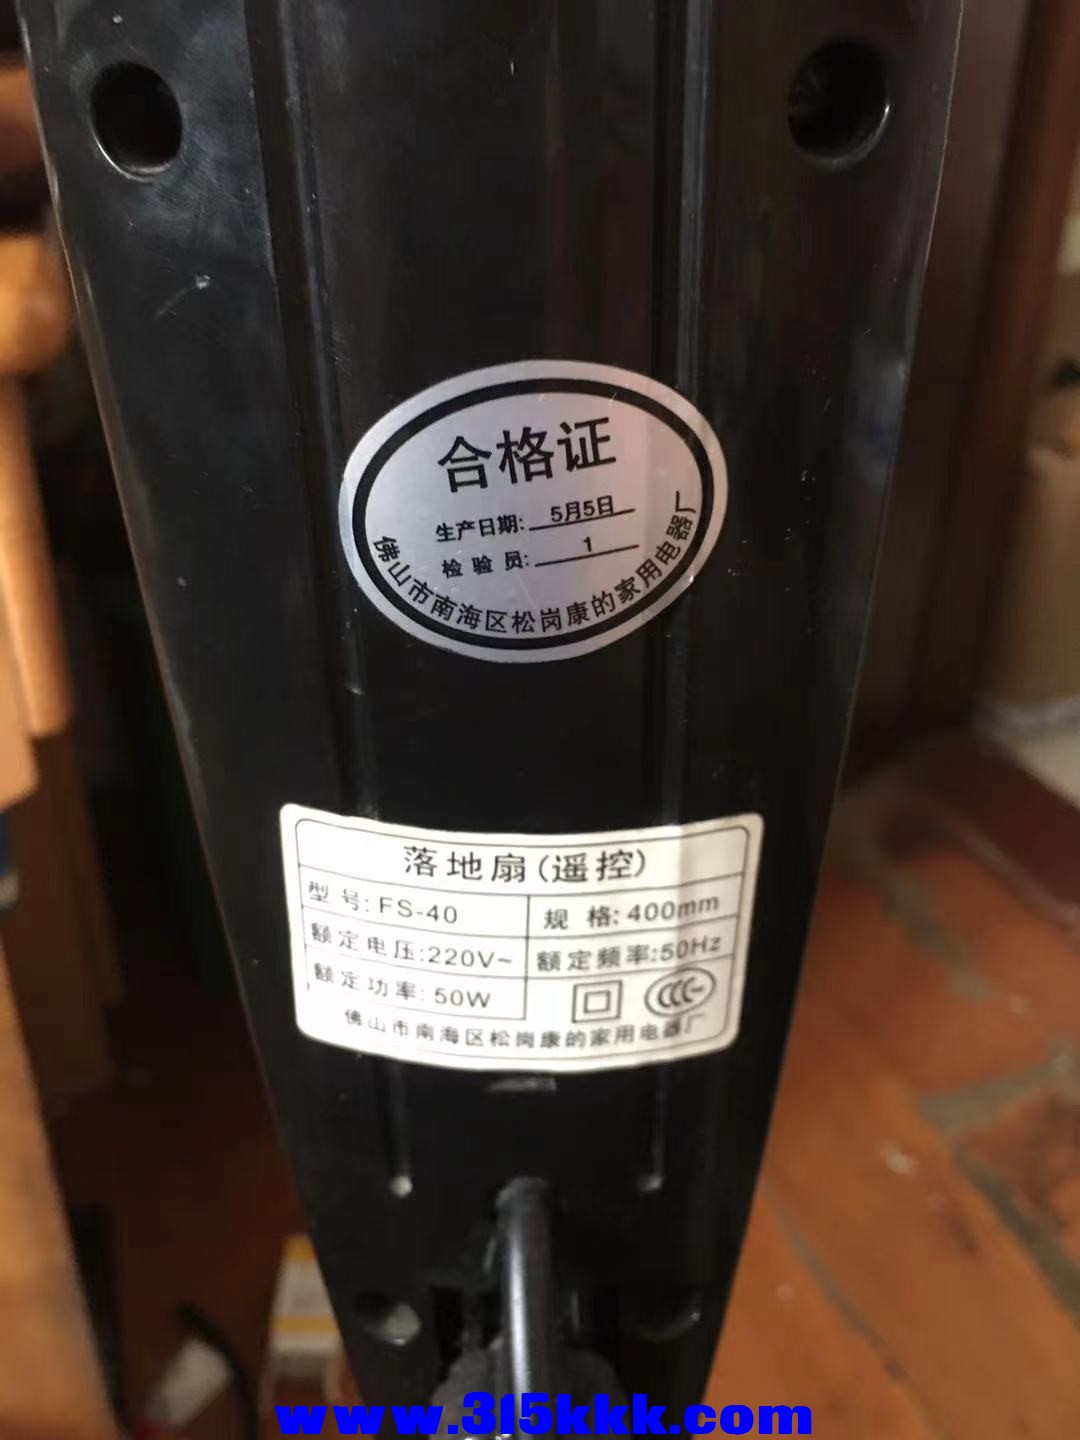 合格证
生产日期: 5月5日
检验员: 1
佛山市南海区松岗康的家用电器厂
落地扇(遥控)
型号: FS-40
规格: 400mm
额定电压: 220V~
额定频率: 50Hz
额定功率: 50W
CCC
佛山市南海区松岗康的家用电器厂
www.315kkk.com